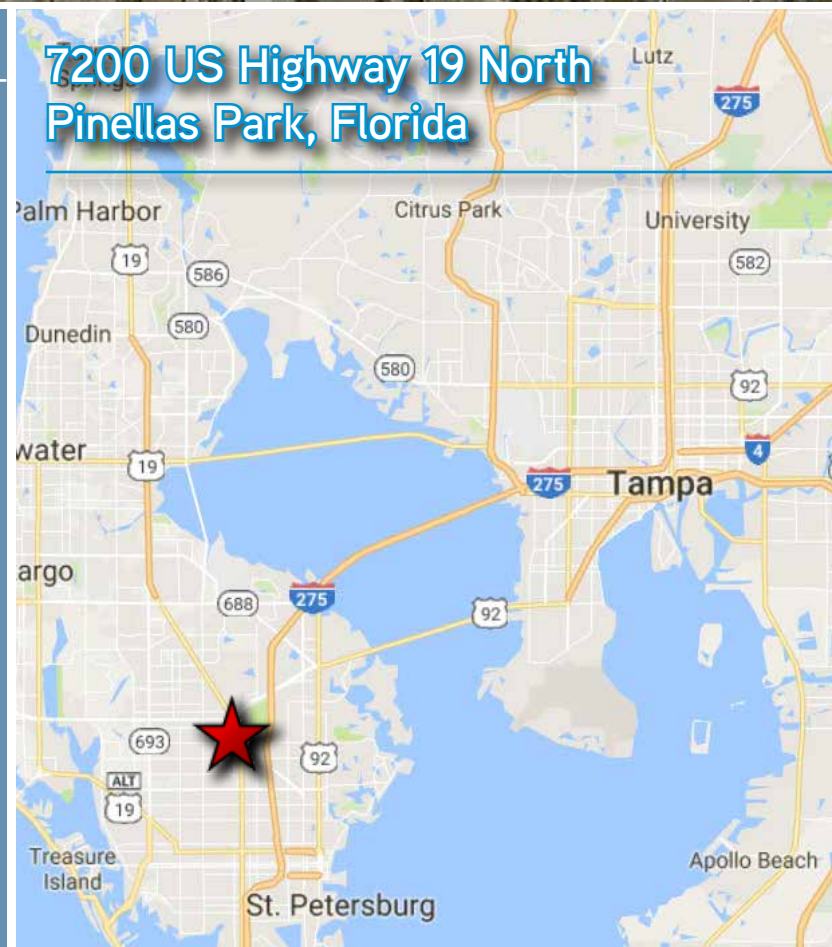 7200 US Highway 19 North
Pinellas Park, Florida
Lutz
Springs
275
Palm Harbor
Citrus Park
University
19
586
582
Dunedin
580
580
92
water
19
4
275
Tampa
argo
688
275
92
693
92
ALT
19
Treasure
Island
Apollo Beach
St. Petersburg